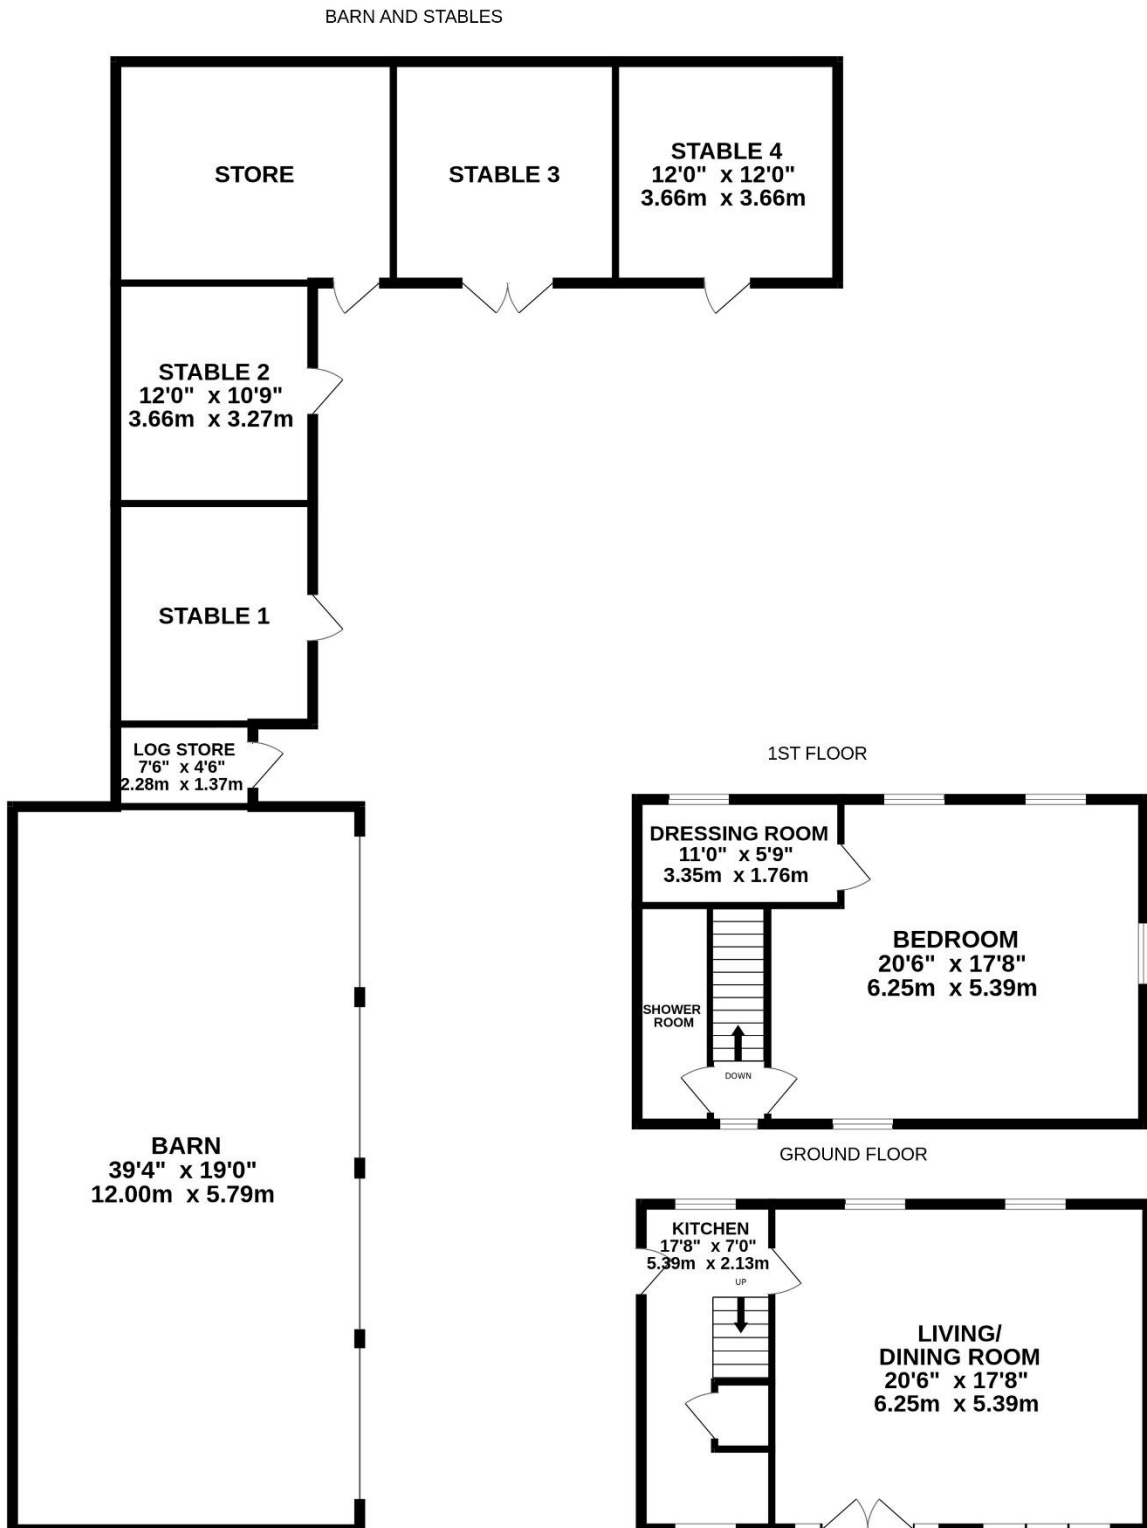 BARN AND STABLES
STORE
STABLE 3
STABLE 4
12'0" x 12'0"
3.66m x 3.66m
STABLE 2
12'0" x 10'9"
3.66m x 3.27m
STABLE 1
LOG STORE
7'6" x 4'6"
2.28m x 1.37m
BARN
39'4" x 19'0"
12.00m x 5.79m
1ST FLOOR
DRESSING ROOM
11'0" x 5'9"
3.35m x 1.76m
BEDROOM
20'6" x 17'8"
6.25m x 5.39m
SHOWER
ROOM
DOWN
GROUND FLOOR
KITCHEN
17'8" x 7'0"
5.39m x 2.13m
UP
LIVING/
DINING ROOM
20'6" x 17'8"
6.25m x 5.39m